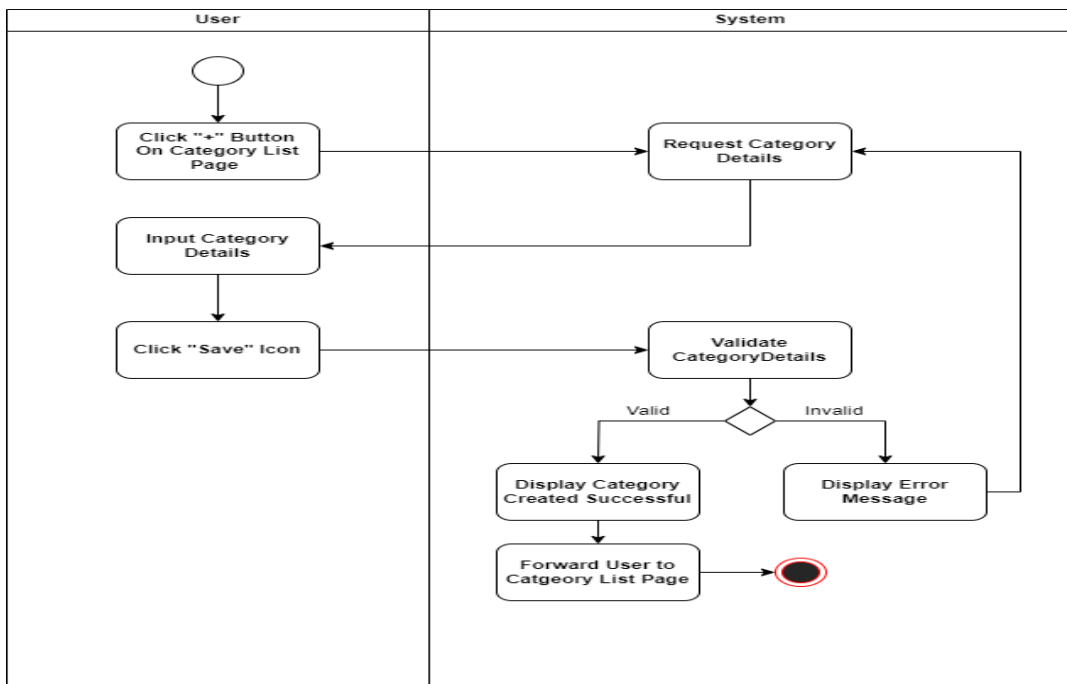 User
System
Click "+" Button
On Category List
Page
Request Category
Details
Input Category
Details
Click "Save" Icon
Validate
CategoryDetails
Valid
Invalid
Display Category
Created Successful
Display Error
Message
Forward User to
Catgeory List Page